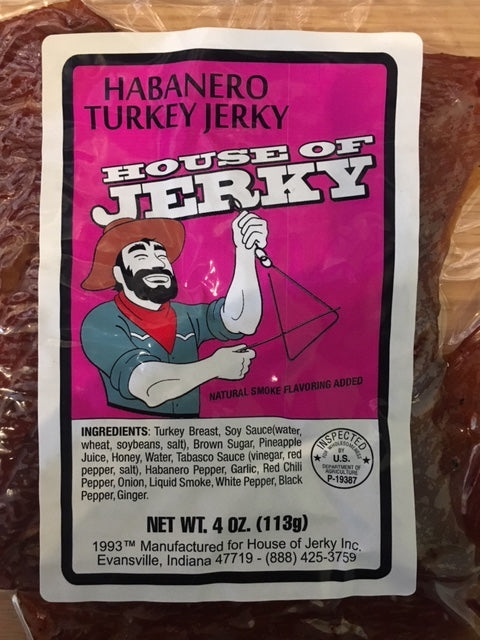 HABANERO
TURKEY JERKY
HOUSE OF
JERKY
NATURAL SMOKE FLAVORING ADDED
INGREDIENTS: Turkey Breast, Soy Sauce(water,
wheat, soybeans, salt), Brown Sugar, Pineapple
Juice, Honey, Water, Tabasco Sauce (vinegar, red
pepper, salt), Habanero Pepper, Garlic, Red Chili
Pepper, Onion, Liquid Smoke, White Pepper, Black
Pepper, Ginger.
INSPECTED
FOR WHOLESOMENESS
BY
U.S.
DEPARTMENT OF
AGRICULTURE
P-19387
NET WT. 4 OZ. (113g)
1993™ Manufactured for House of Jerky Inc.
Evansville, Indiana 47719 - (888) 425-3759